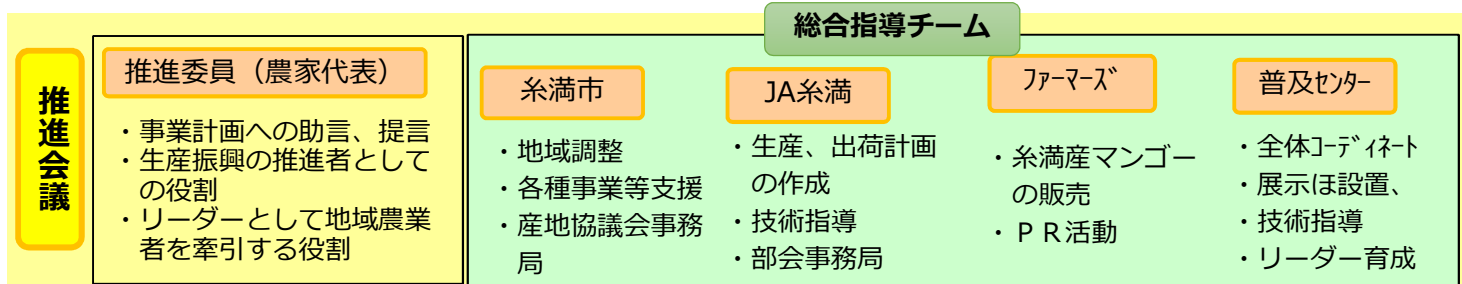 総合指導チーム
推進会議
推進委員（農家代表）
・事業計画への助言、提言
・生産振興の推進者として
の役割
・リーダーとして地域農業
者を牽引する役割
糸満市
・地域調整
・各種事業等支援
・産地協議会事務
局
JA糸満
・生産、出荷計画
の作成
・技術指導
・部会事務局
ﾌｧｰﾏｰｽﾞ
・糸満産マンゴー
の販売
・ＰＲ活動
普及ｾﾝﾀｰ
・全体ｺｰﾃﾞｨﾈｰﾄ
・展示ほ設置、
・技術指導
・リーダー育成